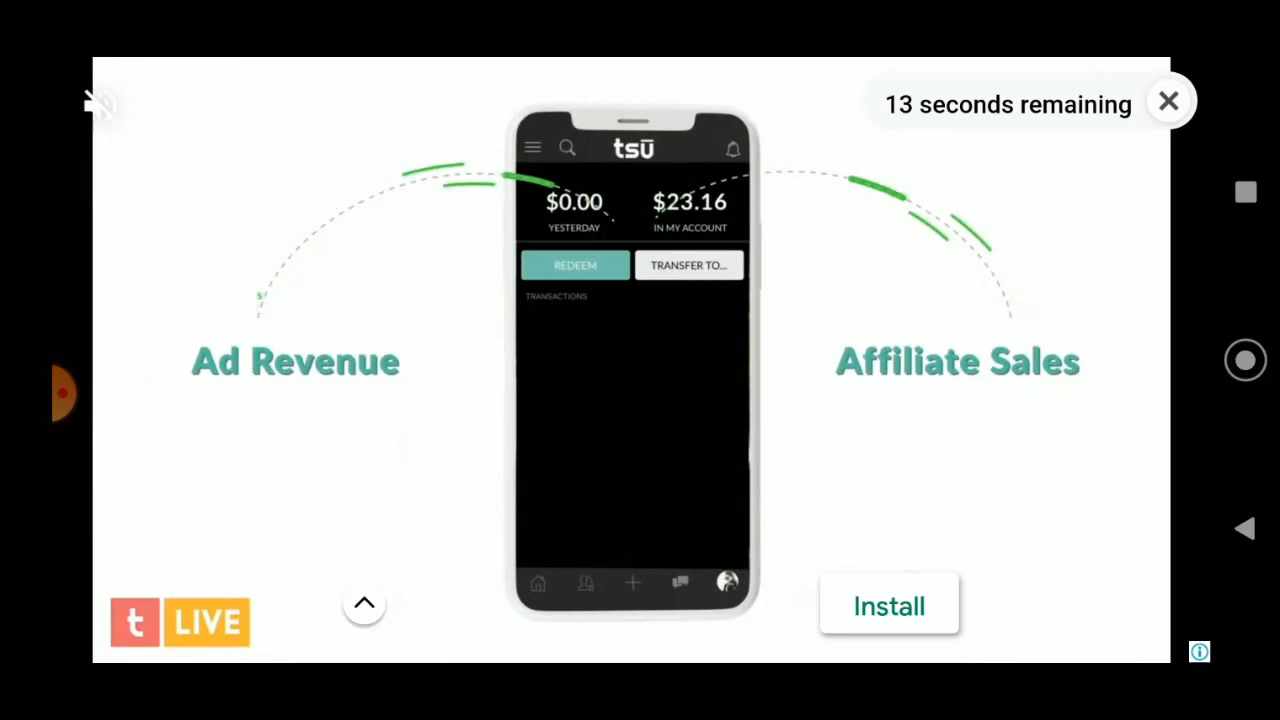 13 seconds remaining
tsū
$0.00
$23.16
YESTERDAY
IN MY ACCOUNT
REDEEM
TRANSFER TO...
TRANSACTIONS
Ad Revenue
Affiliate Sales
t LIVE
Install